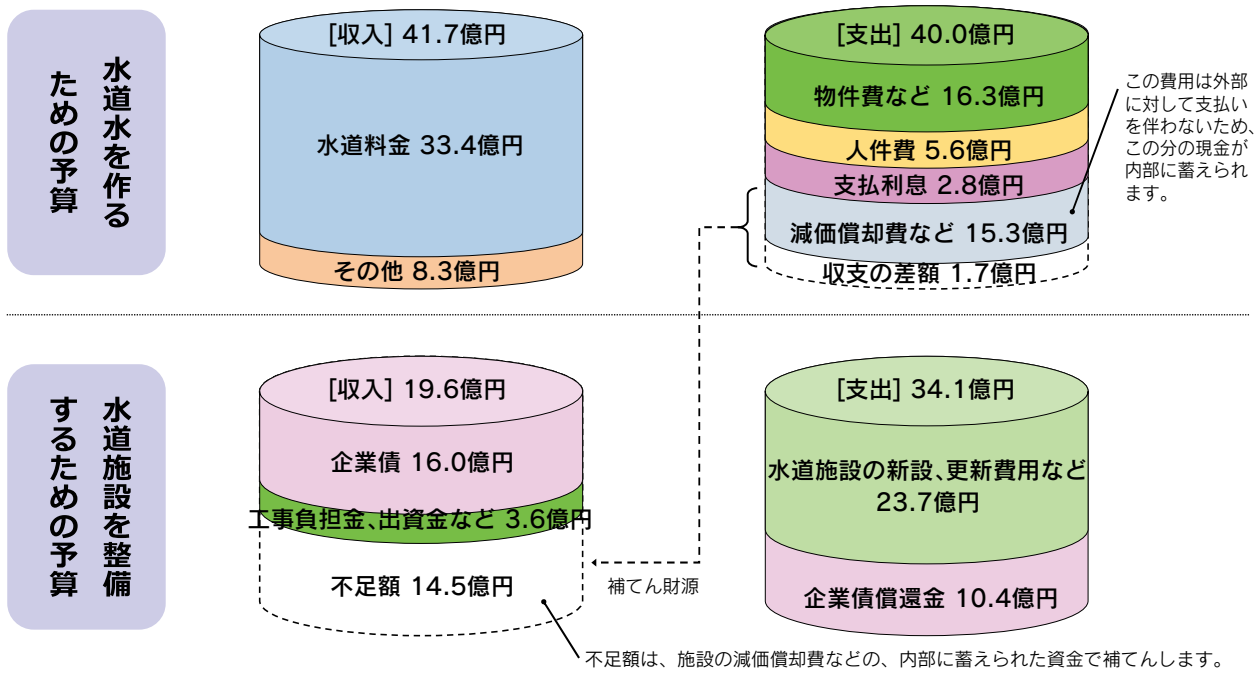 水道水を作る
ための予算
[収入] 41.7億円
水道料金 33.4億円
その他 8.3億円
[支出] 40.0億円
物件費など 16.3億円
人件費 5.6億円
支払利息 2.8億円
減価償却費など 15.3億円
収支の差額 1.7億円
この費用は外部
に対して支払い
を伴わないため、
この分の現金が
内部に蓄えられ
ます。
水道施設を整備
するための予算
[収入] 19.6億円
企業債 16.0億円
工事負担金、出資金など 3.6億円
不足額 14.5億円
補てん財源
[支出] 34.1億円
水道施設の新設、更新費用など
23.7億円
企業債償還金 10.4億円
不足額は、施設の減価償却費などの、内部に蓄えられた資金で補てんします。